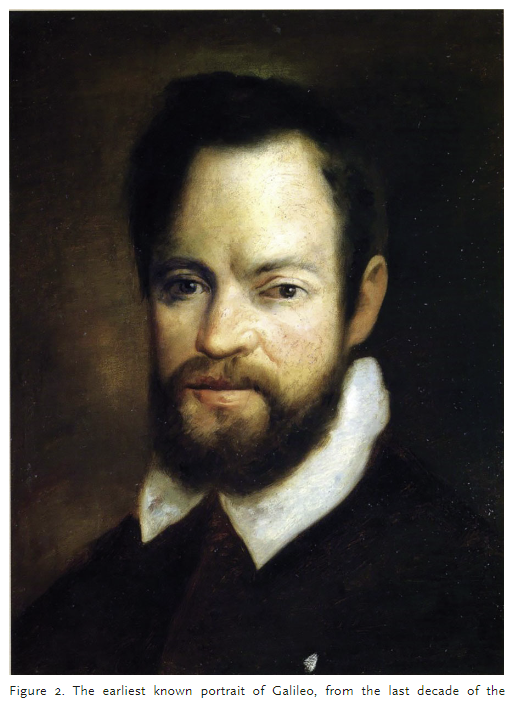 Figure 2. The earliest known portrait of Galileo, from the last decade of the